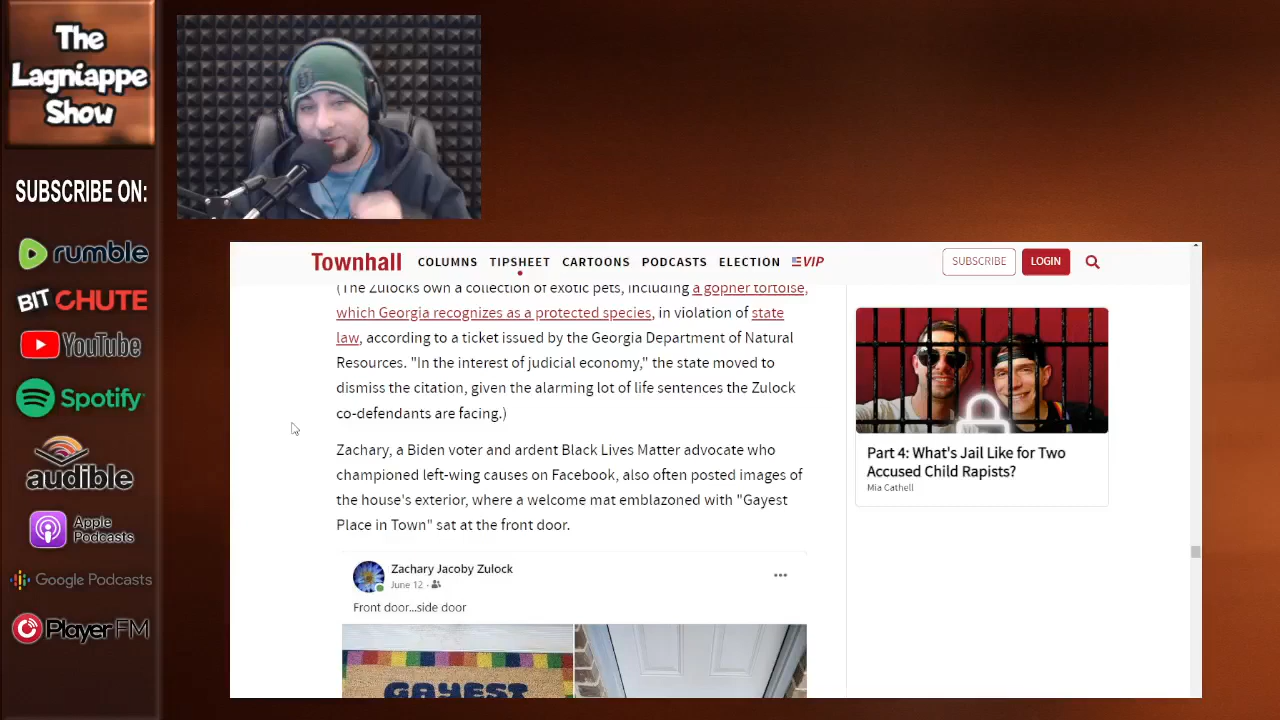 The
Lagniappe
Show
SUBSCRIBE ON:
rumble
BIT CHUTE
YouTube
Spotify
audible
Apple
Podcasts
Google Podcasts
PlayerFM
Townhall COLUMNS TIPSHEET CARTOONS PODCASTS ELECTION VIP SUBSCRIBE LOGIN
(The Zulocks own a collection of exotic pets, including a gopher tortoise,
which Georgia recognizes as a protected species, in violation of state
law, according to a ticket issued by the Georgia Department of Natural
Resources. "In the interest of judicial economy," the state moved to
dismiss the citation, given the alarming lot of life sentences the Zulock
co-defendants are facing.)
Zachary, a Biden voter and ardent Black Lives Matter advocate who
championed left-wing causes on Facebook, also often posted images of
the house's exterior, where a welcome mat emblazoned with "Gayest
Place in Town" sat at the front door.
Zachary Jacoby Zulock
June 12 ·
Front door...side door
GAYEST
Part 4: What's Jail Like for Two
Accused Child Rapists?
Mia Cathell